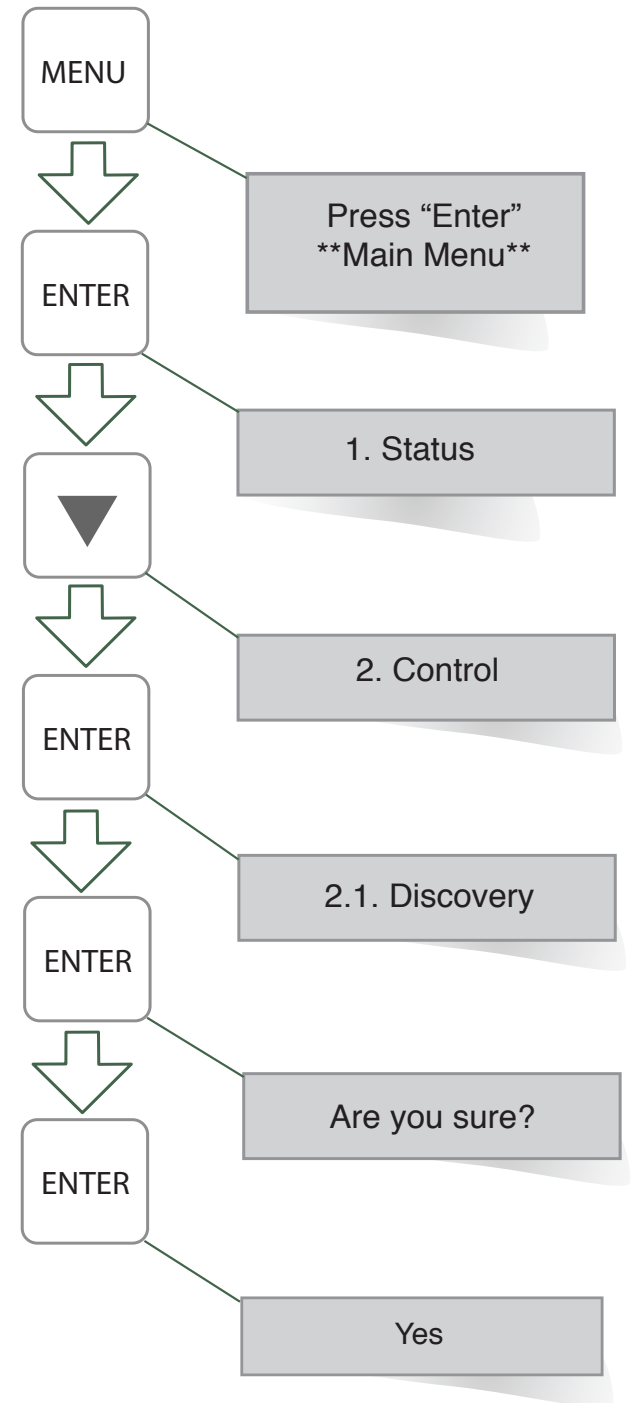 MENU
Press “Enter”
**Main Menu**
ENTER
1. Status
2. Control
ENTER
2.1. Discovery
ENTER
Are you sure?
ENTER
Yes